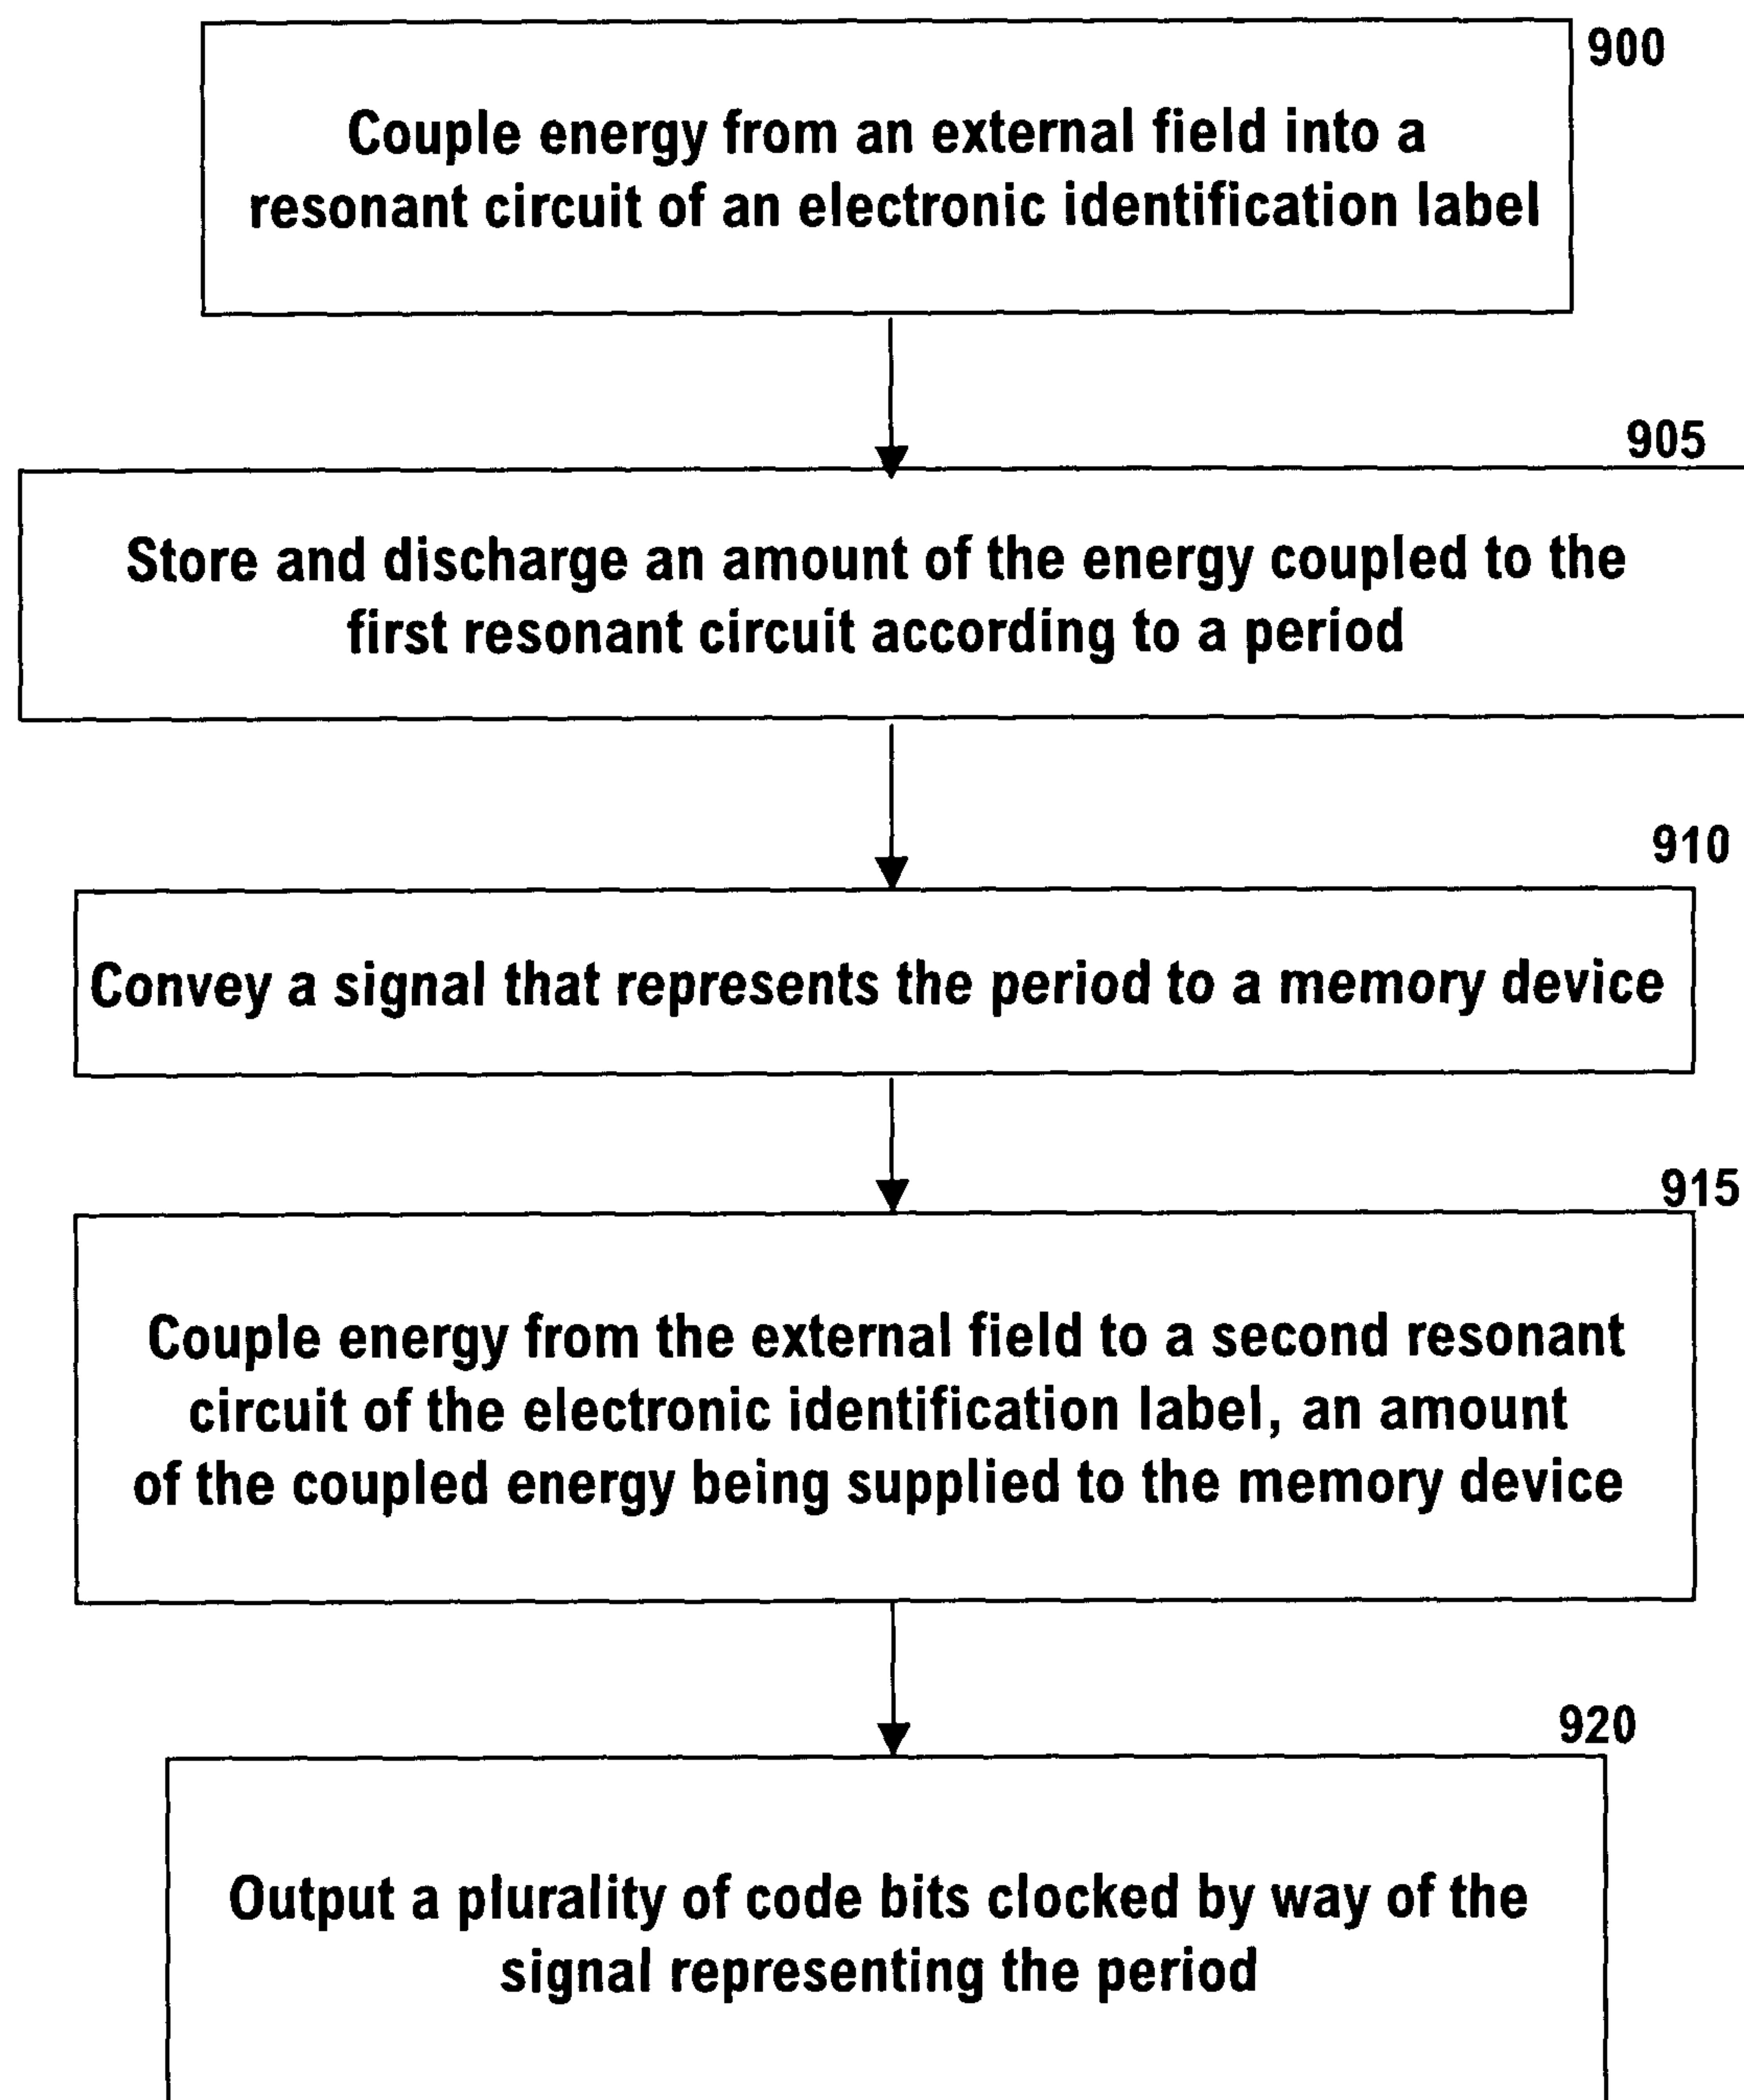 900
Couple energy from an external field into a
resonant circuit of an electronic identification label
905
Store and discharge an amount of the energy coupled to the
first resonant circuit according to a period
910
Convey a signal that represents the period to a memory device
915
Couple energy from the external field to a second resonant
circuit of the electronic identification label, an amount
of the coupled energy being supplied to the memory device
920
Output a plurality of code bits clocked by way of the
signal representing the period